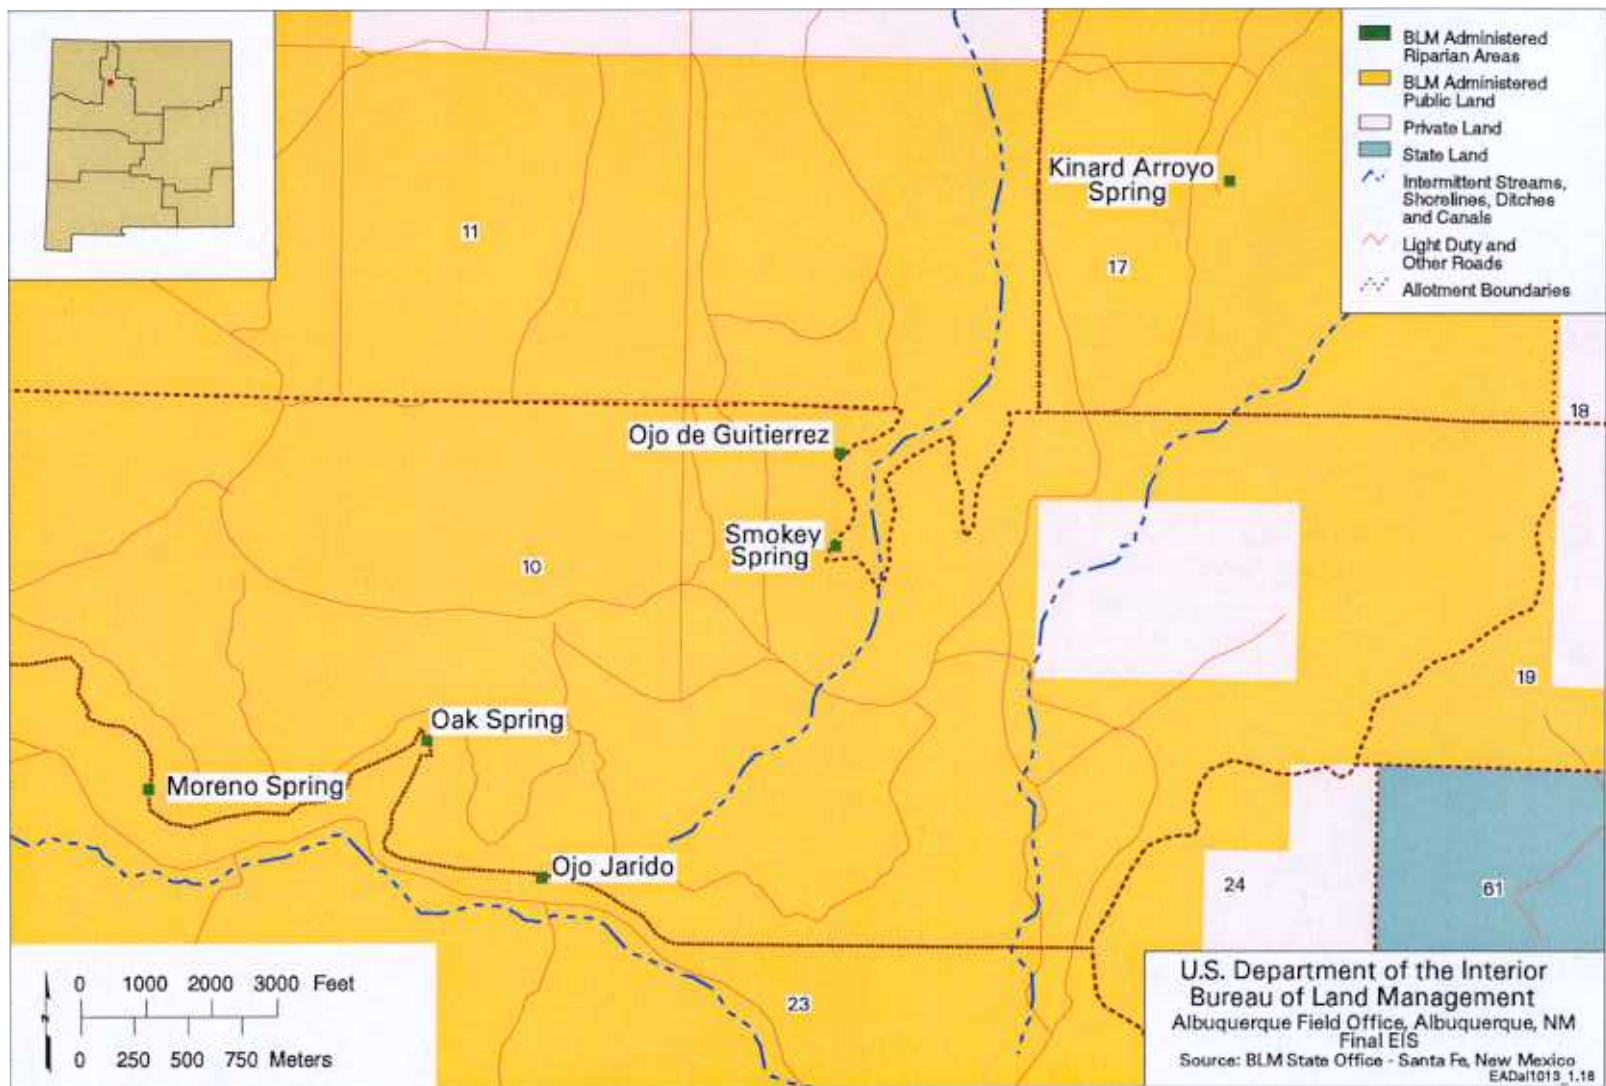 BLM Administered
Riparian Areas
BLM Administered
Public Land
Private Land
State Land
Intermittent Streams,
Shorelines, Ditches
and Canals
Light Duty and
Other Roads
Allotment Boundaries
Kinard Arroyo
Spring
11
17
18
Ojo de Guitierrez
Smokey
Spring
10
19
Oak Spring
Moreno Spring
Ojo Jarido
24
61
23
0 1000 2000 3000 Feet
0 250 500 750 Meters
U.S. Department of the Interior
Bureau of Land Management
Albuquerque Field Office, Albuquerque, NM
Final EIS
Source: BLM State Office - Santa Fe, New Mexico